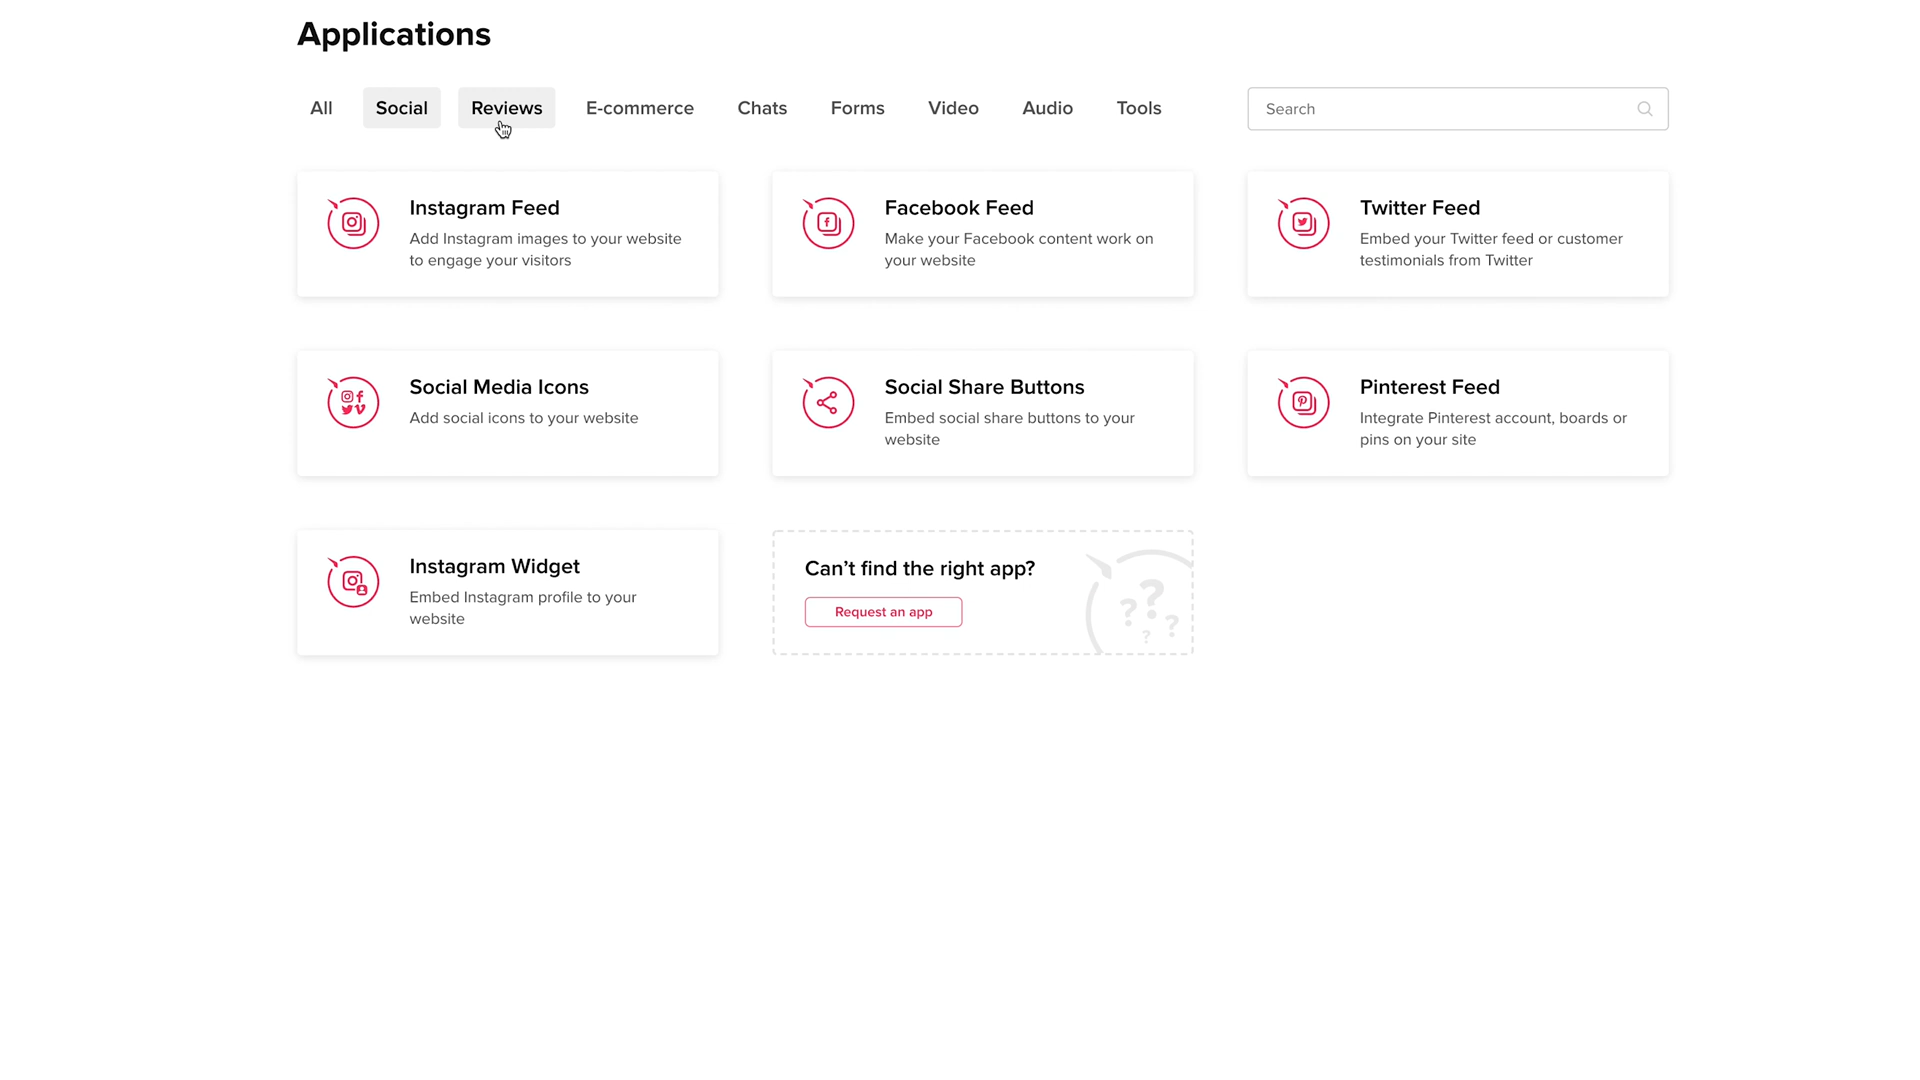 Applications
All Social Reviews E-commerce Chats Forms Video Audio Tools Search
Instagram Feed
Add Instagram images to your website
to engage your visitors
Facebook Feed
Make your Facebook content work on
your website
Twitter Feed
Embed your Twitter feed or customer
testimonials from Twitter
Social Media Icons
Add social icons to your website
Social Share Buttons
Embed social share buttons to your
website
Pinterest Feed
Integrate Pinterest account, boards or
pins on your site
Instagram Widget
Embed Instagram profile to your
website
Can’t find the right app?
Request an app